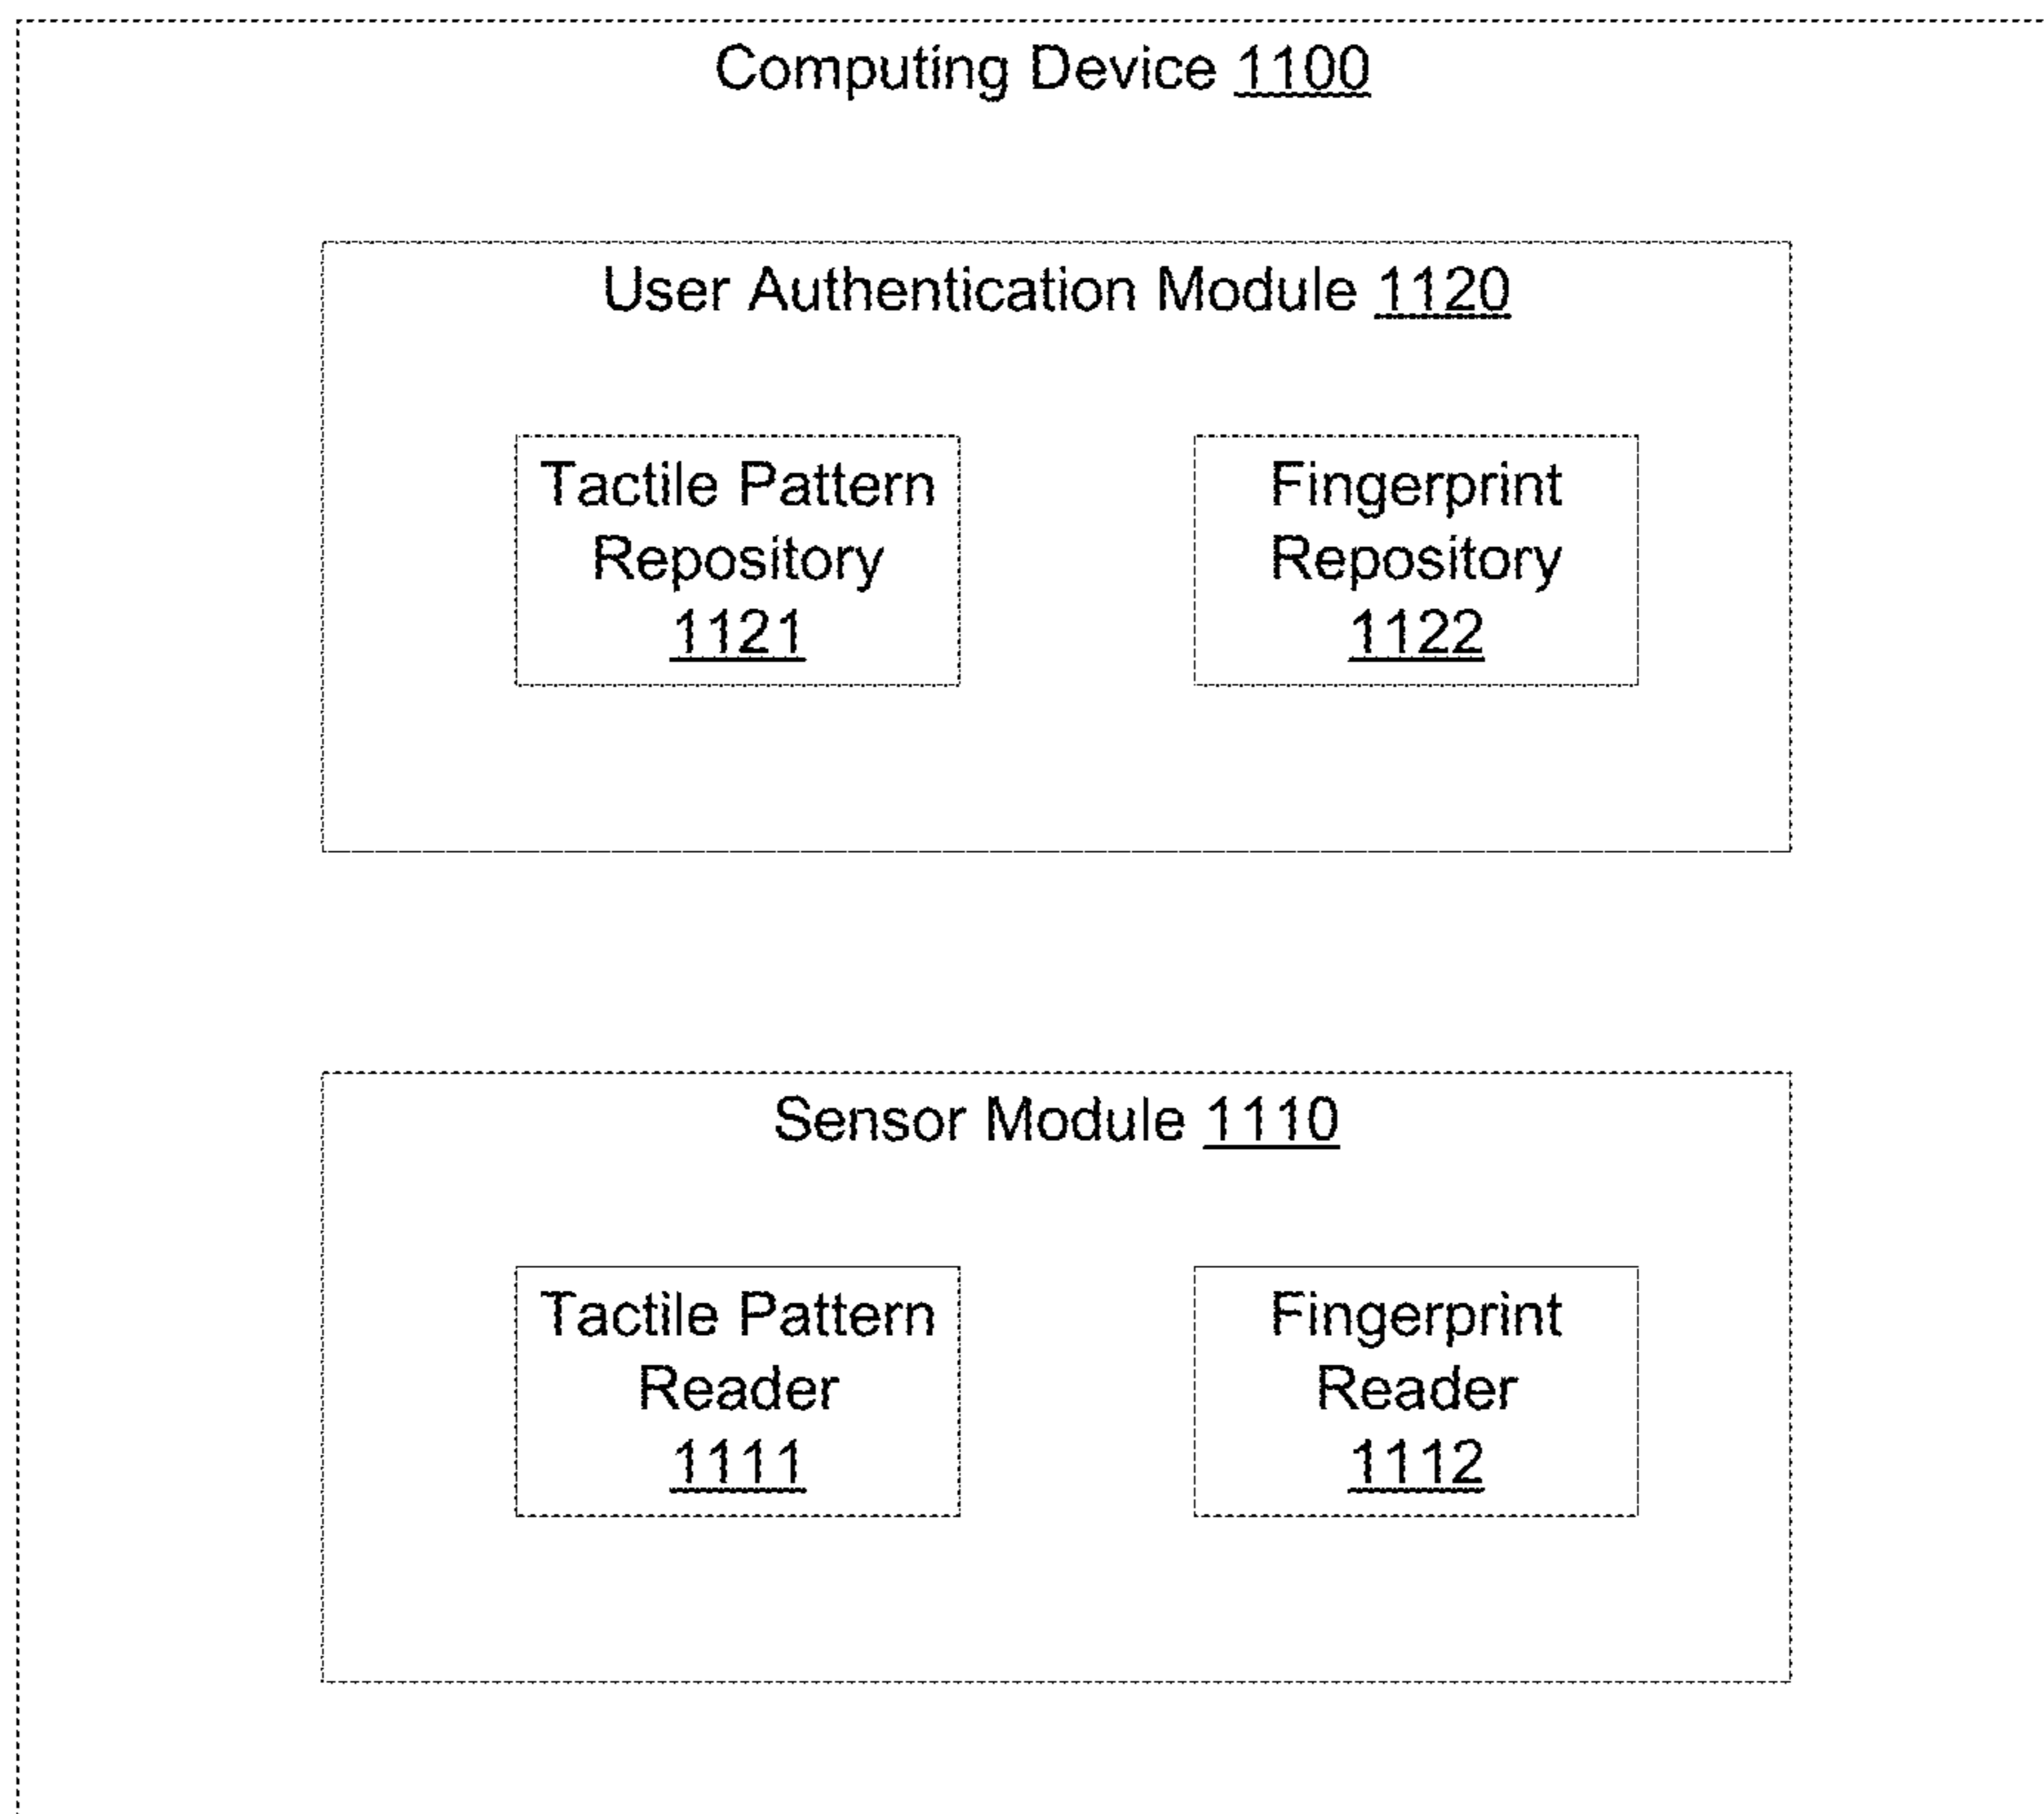 Computing Device 1100
User Authentication Module 1120
Tactile Pattern
Repository
1121
Fingerprint
Repository
1122
Sensor Module 1110
Tactile Pattern
Reader
1111
Fingerprint
Reader
1112